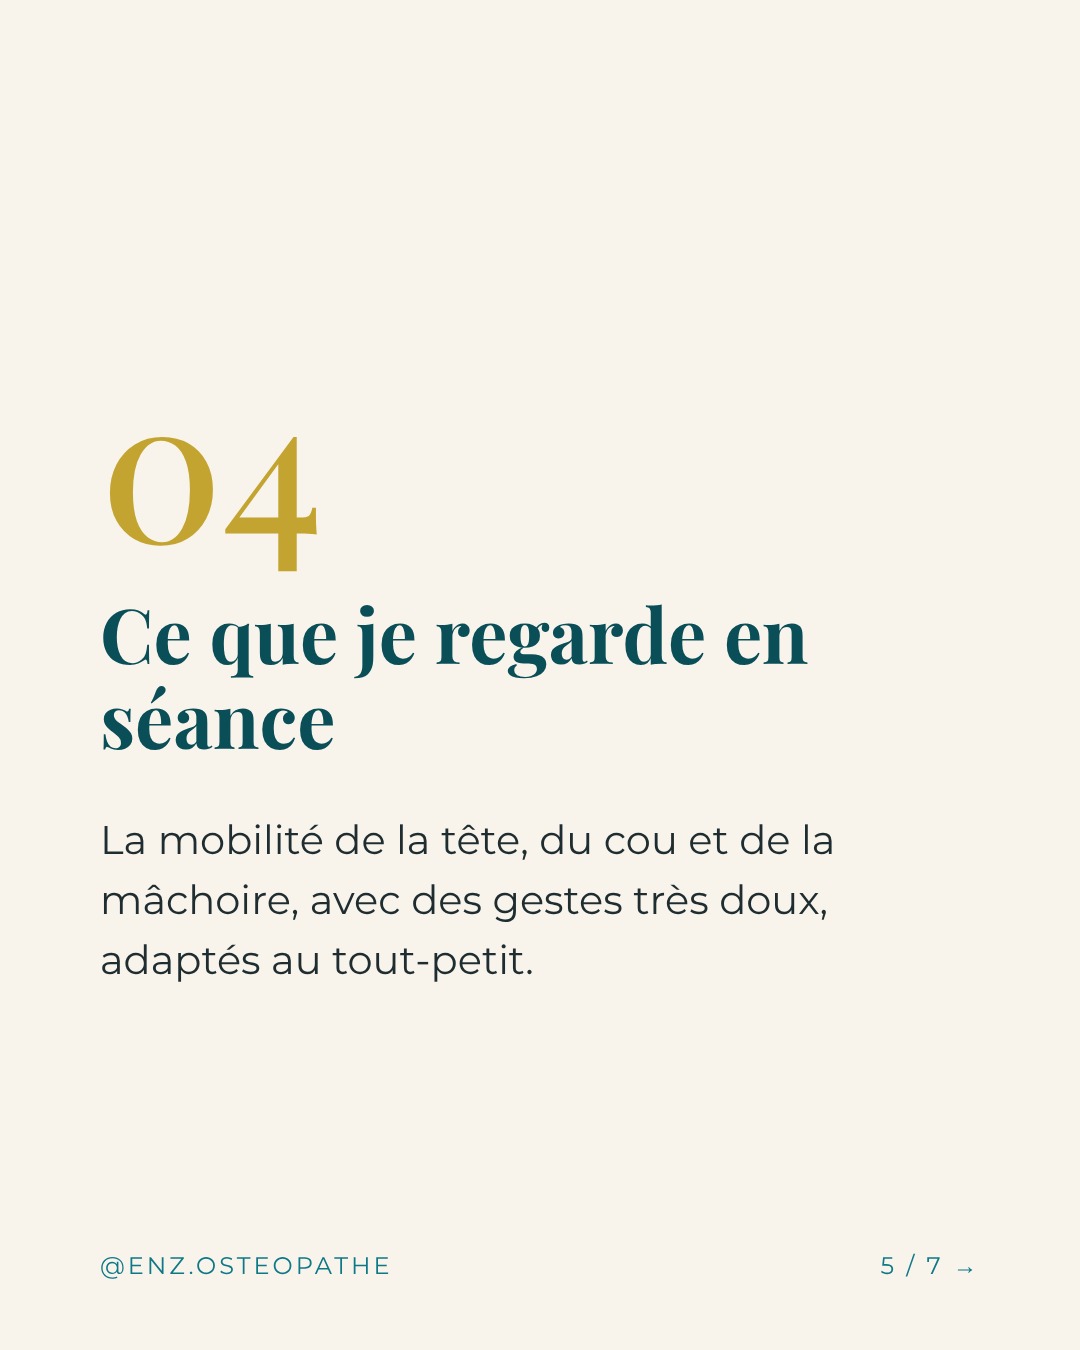 04
Ce que je regarde en
séance
La mobilité de la tête, du cou et de la
mâchoire, avec des gestes très doux,
adaptés au tout-petit.
@ENZ.OSTEOPATHE
5 / 7 →